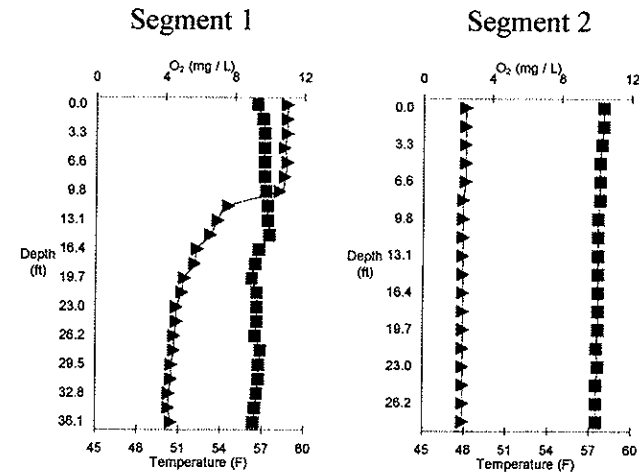 Segment 1
Segment 2
O₂ (mg / L)
O₂ (mg / L)
0 4 8 12
0 4 8 12
0.0
3.3
6.6
9.8
13.1
16.4
Depth
(ft)
19.7
23.0
26.2
29.5
32.8
36.1
45 51 57 60
Temperature (F)
0.0
3.3
6.6
9.8
Depth 13.1
(ft)
16.4
19.7
23.0
26.2
45 48 51 54 57 60
Temperature (F)